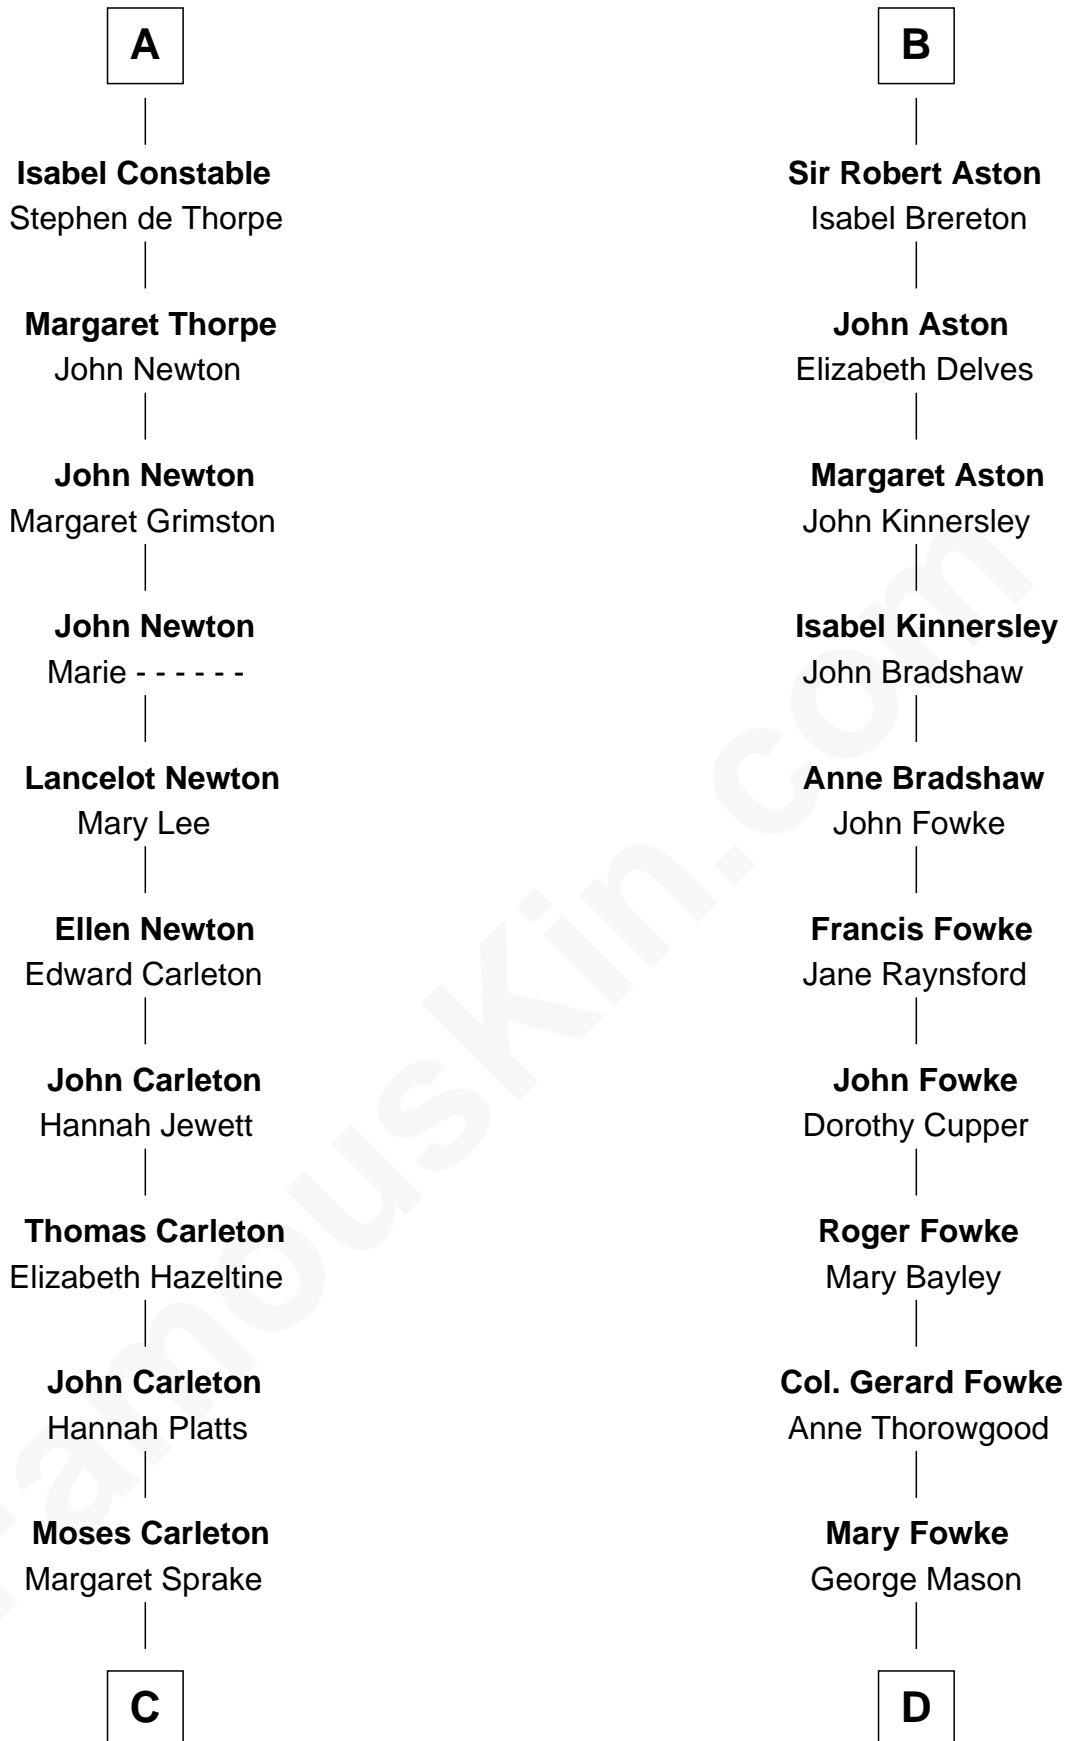 A
Isabel Constable
Stephen de Thorpe
Margaret Thorpe
John Newton
John Newton
Margaret Grimston
John Newton
Marie - - - - - -
Lancelot Newton
Mary Lee
Ellen Newton
Edward Carleton
John Carleton
Hannah Jewett
Thomas Carleton
Elizabeth Hazeltine
John Carleton
Hannah Platts
Moses Carleton
Margaret Sprake
C
B
Sir Robert Aston
Isabel Brereton
John Aston
Elizabeth Delves
Margaret Aston
John Kinnersley
Isabel Kinnersley
John Bradshaw
Anne Bradshaw
John Fowke
Francis Fowke
Jane Raynsford
John Fowke
Dorothy Cupper
Roger Fowke
Mary Bayley
Col. Gerard Fowke
Anne Thorowgood
Mary Fowke
George Mason
D
FamousKin.com